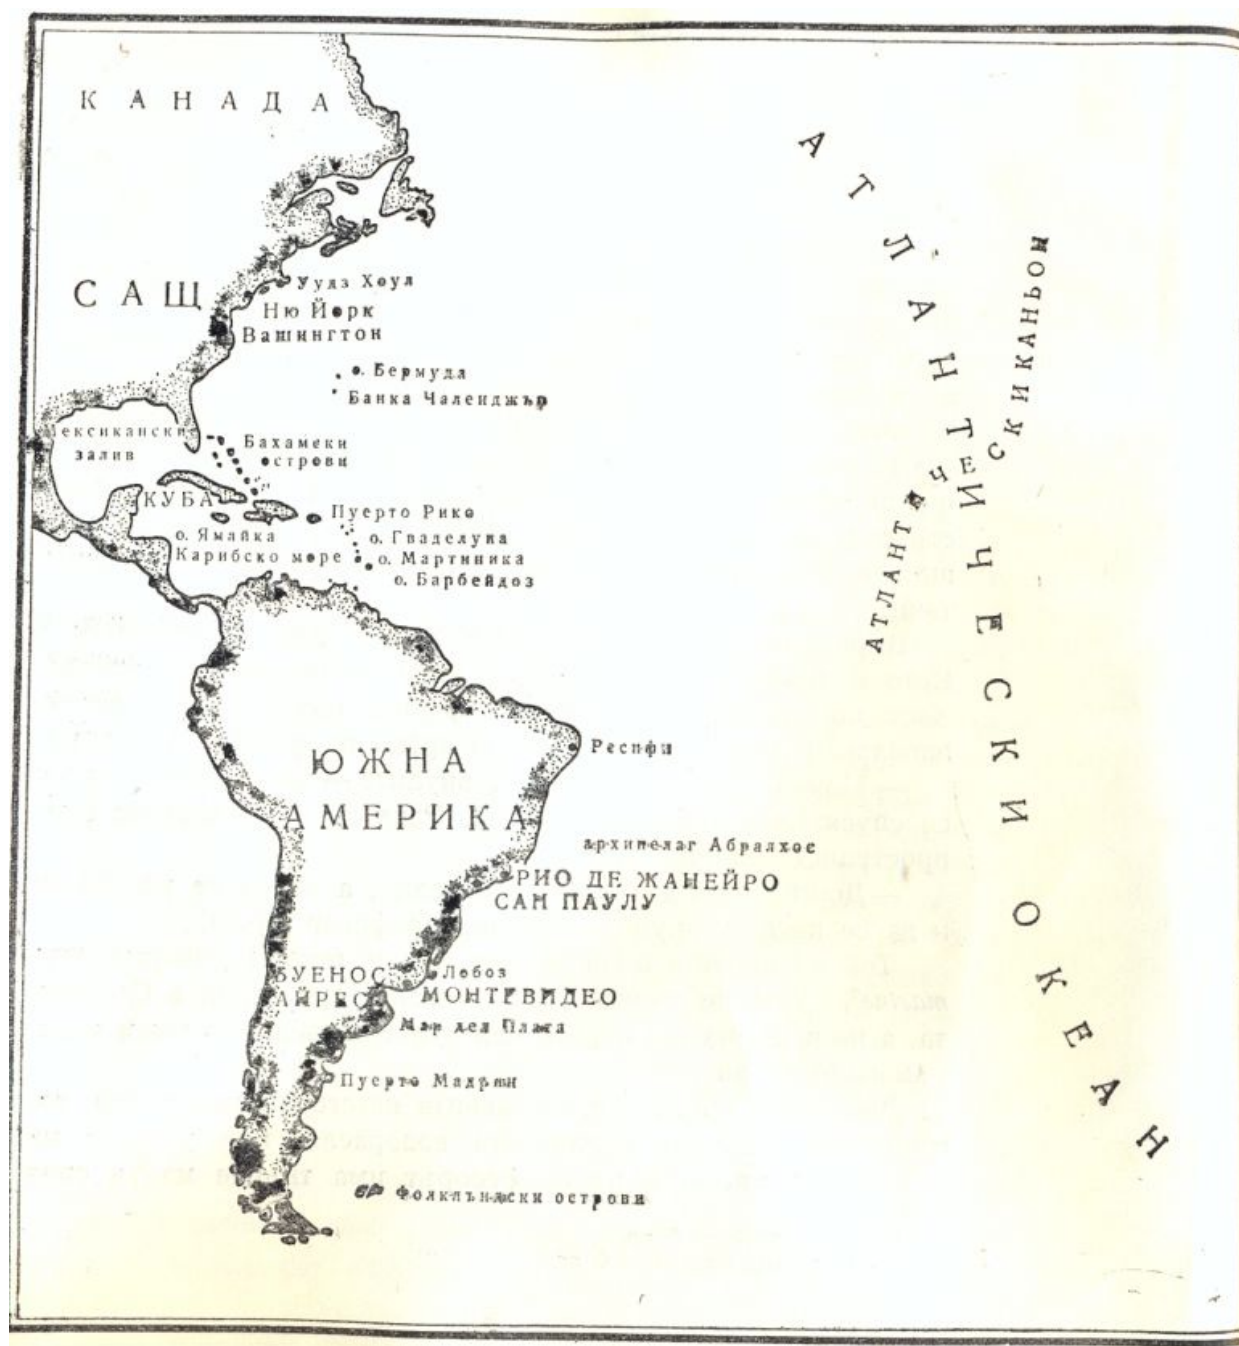 КАНАДА
САЩ
Уудз Хоул
Ню Йорк
Вашингтон
о. Бермуда
Банка Чаленджър
Мексикански
залив
Бахамски
острови
КУБА
Пуерто Рико
о. Ямайка
о. Гваделупа
Карибско море
о. Мартиника
о. Барбейдоз
АТЛАНТИЧЕСКИ ОКЕАН
АТЛАНТИЧЕСКИ КАНЬОН
ЮЖНА
АМЕРИКА
Ресифи
архипелаг Абралхос
РИО ДЕ ЖАНЕЙРО
САМ ПАУЛУ
БУЕНОС
АЙРЕС
Лобоз
МОНТЕВИДЕО
Мар дел Плата
Пуерто Мадрин
Фолкландски острови